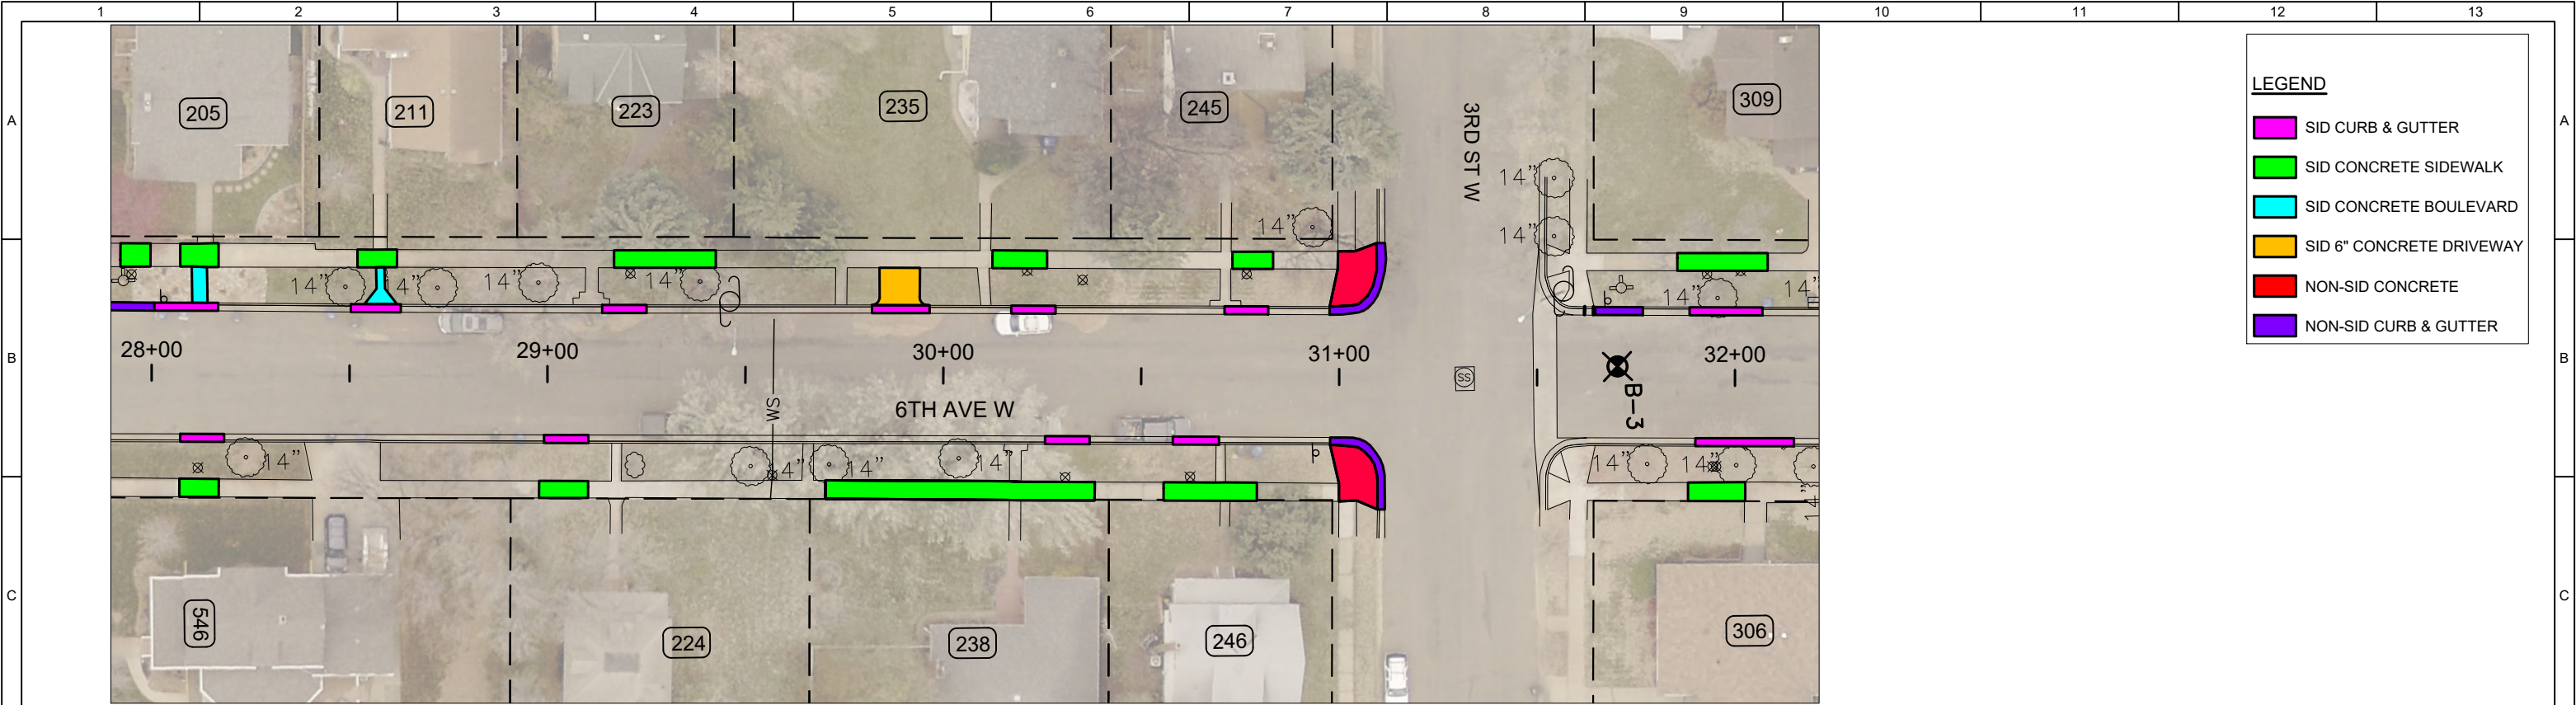 1 2 3 4 5 6 7 8 9 10 11 12 13
A
B
C
A
B
C
205
211
223
235
245
309
3RD ST W
14"
14"
14"
14"
4"
14"
14"
14"
14"
28+00
29+00
30+00
31+00
32+00
SS
B-3
SW
6TH AVE W
14"
4"
14"
14"
14"
14"
14
546
224
238
246
306
LEGEND
SID CURB & GUTTER
SID CONCRETE SIDEWALK
SID CONCRETE BOULEVARD
SID 6" CONCRETE DRIVEWAY
NON-SID CONCRETE
NON-SID CURB & GUTTER